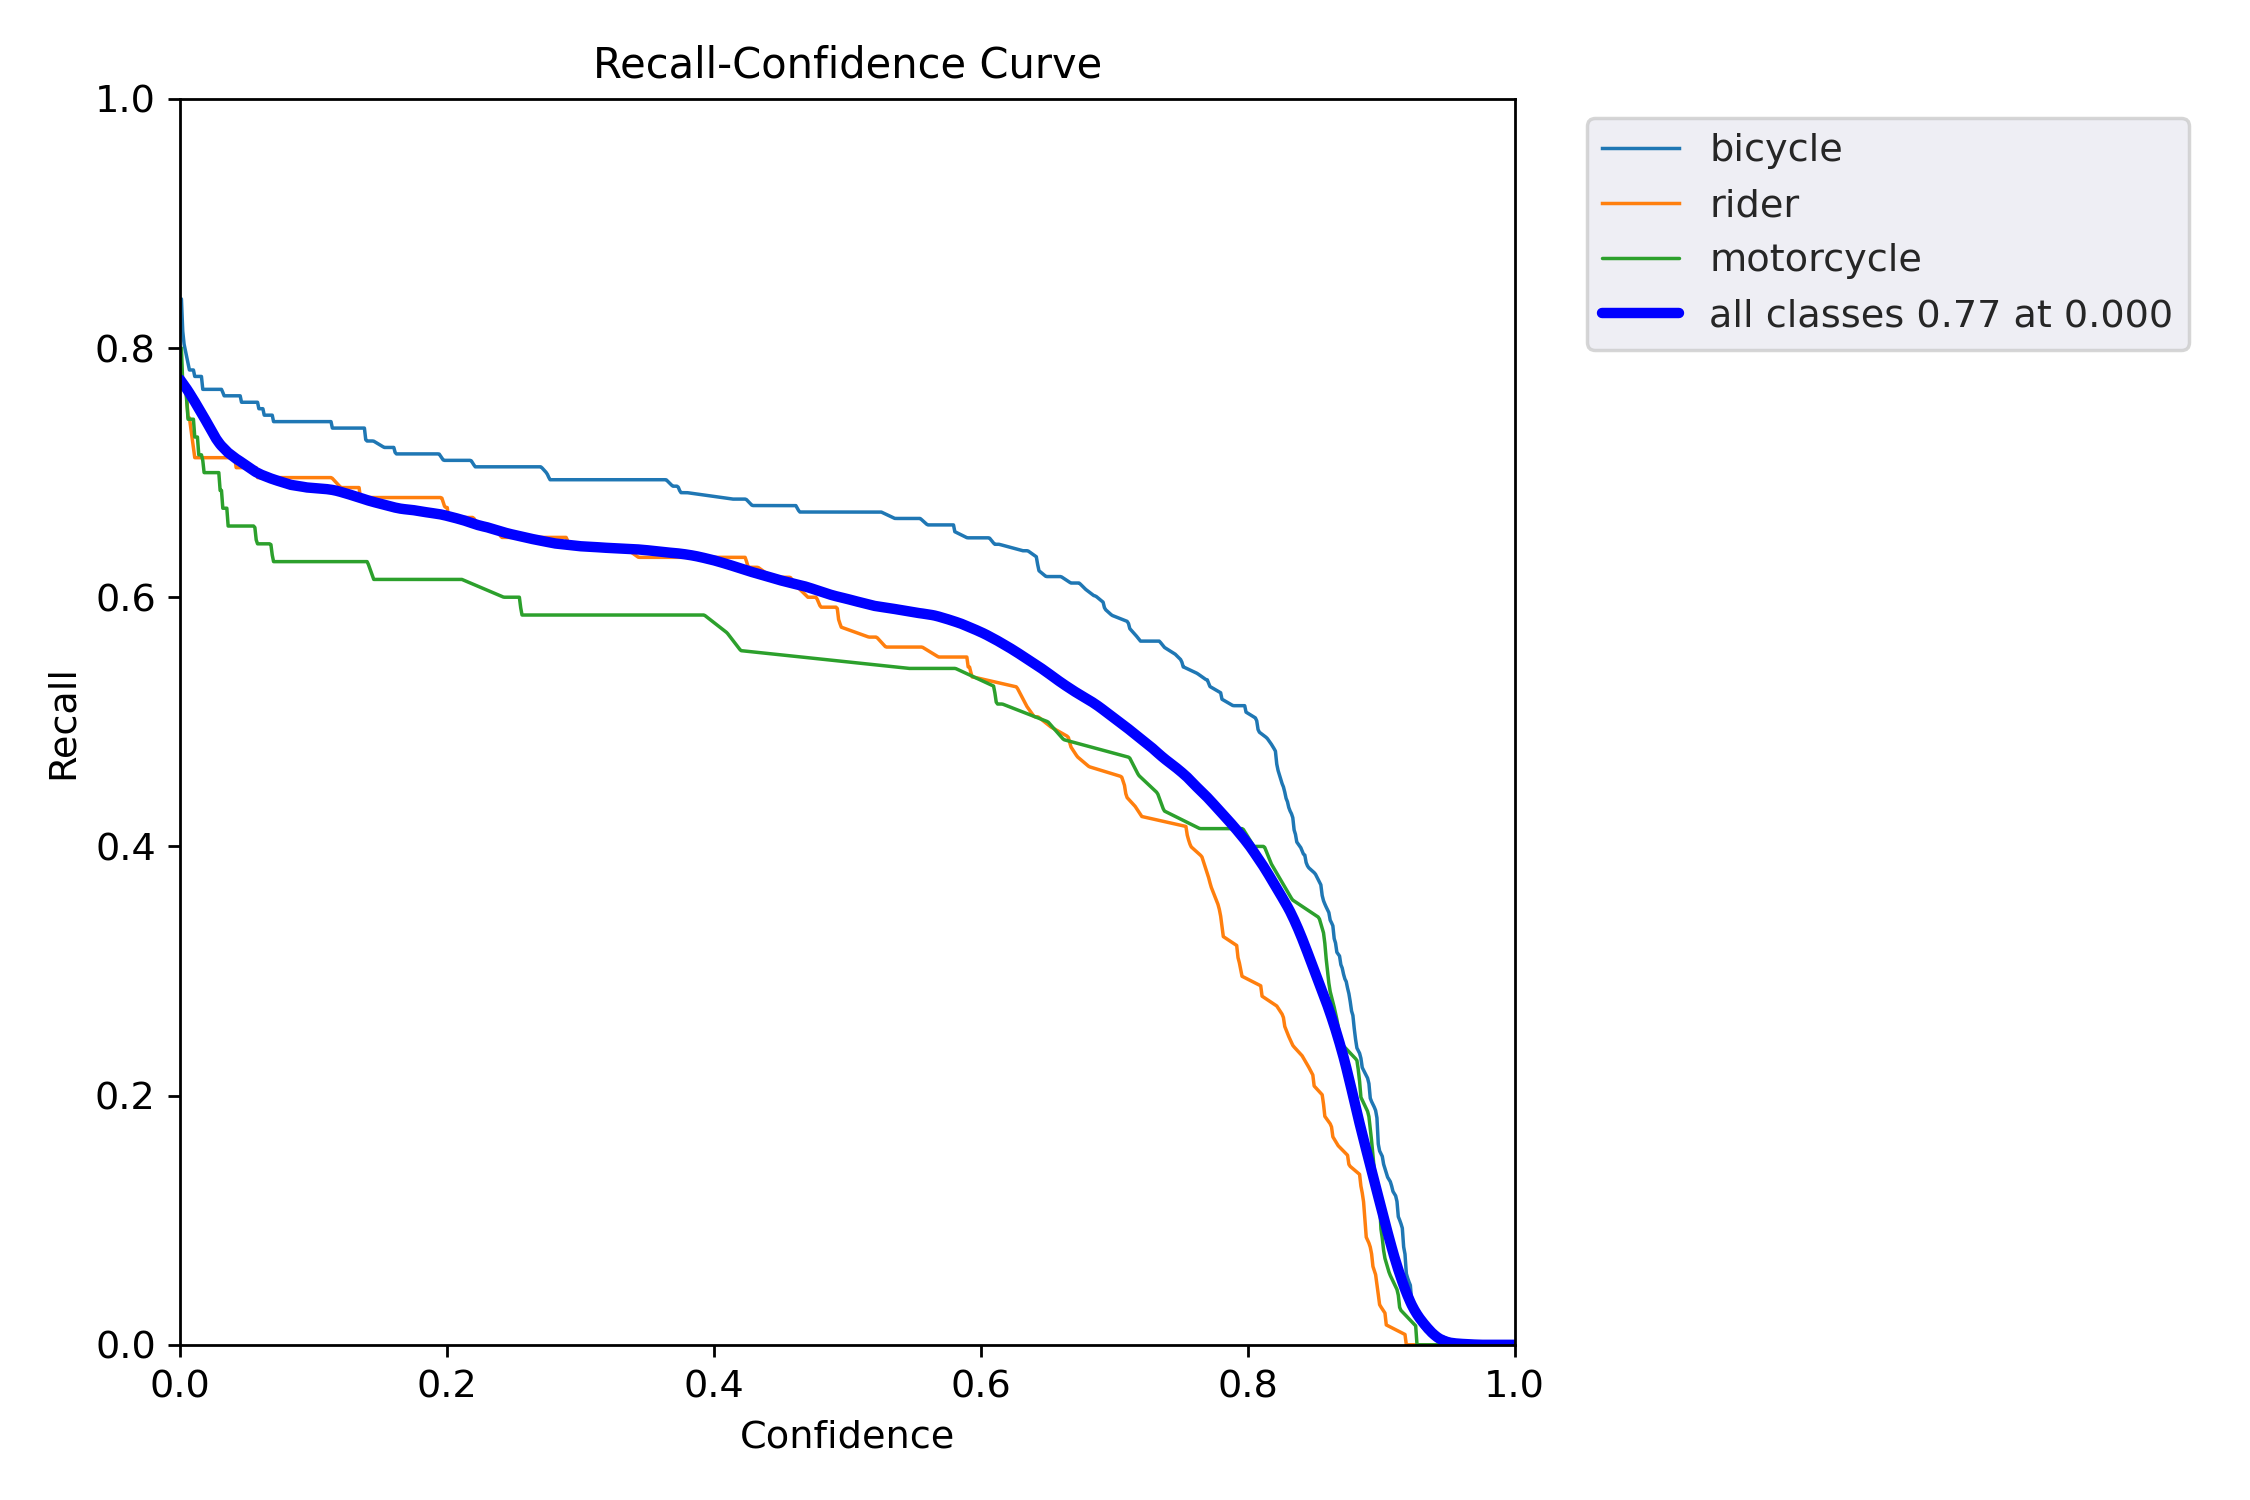 Recall-Confidence Curve
1.0
0.8
0.6
0.4
0.2
0.0
Recall
0.0 0.2 0.4 0.6 0.8 1.0
Confidence
bicycle
rider
motorcycle
all classes 0.77 at 0.000